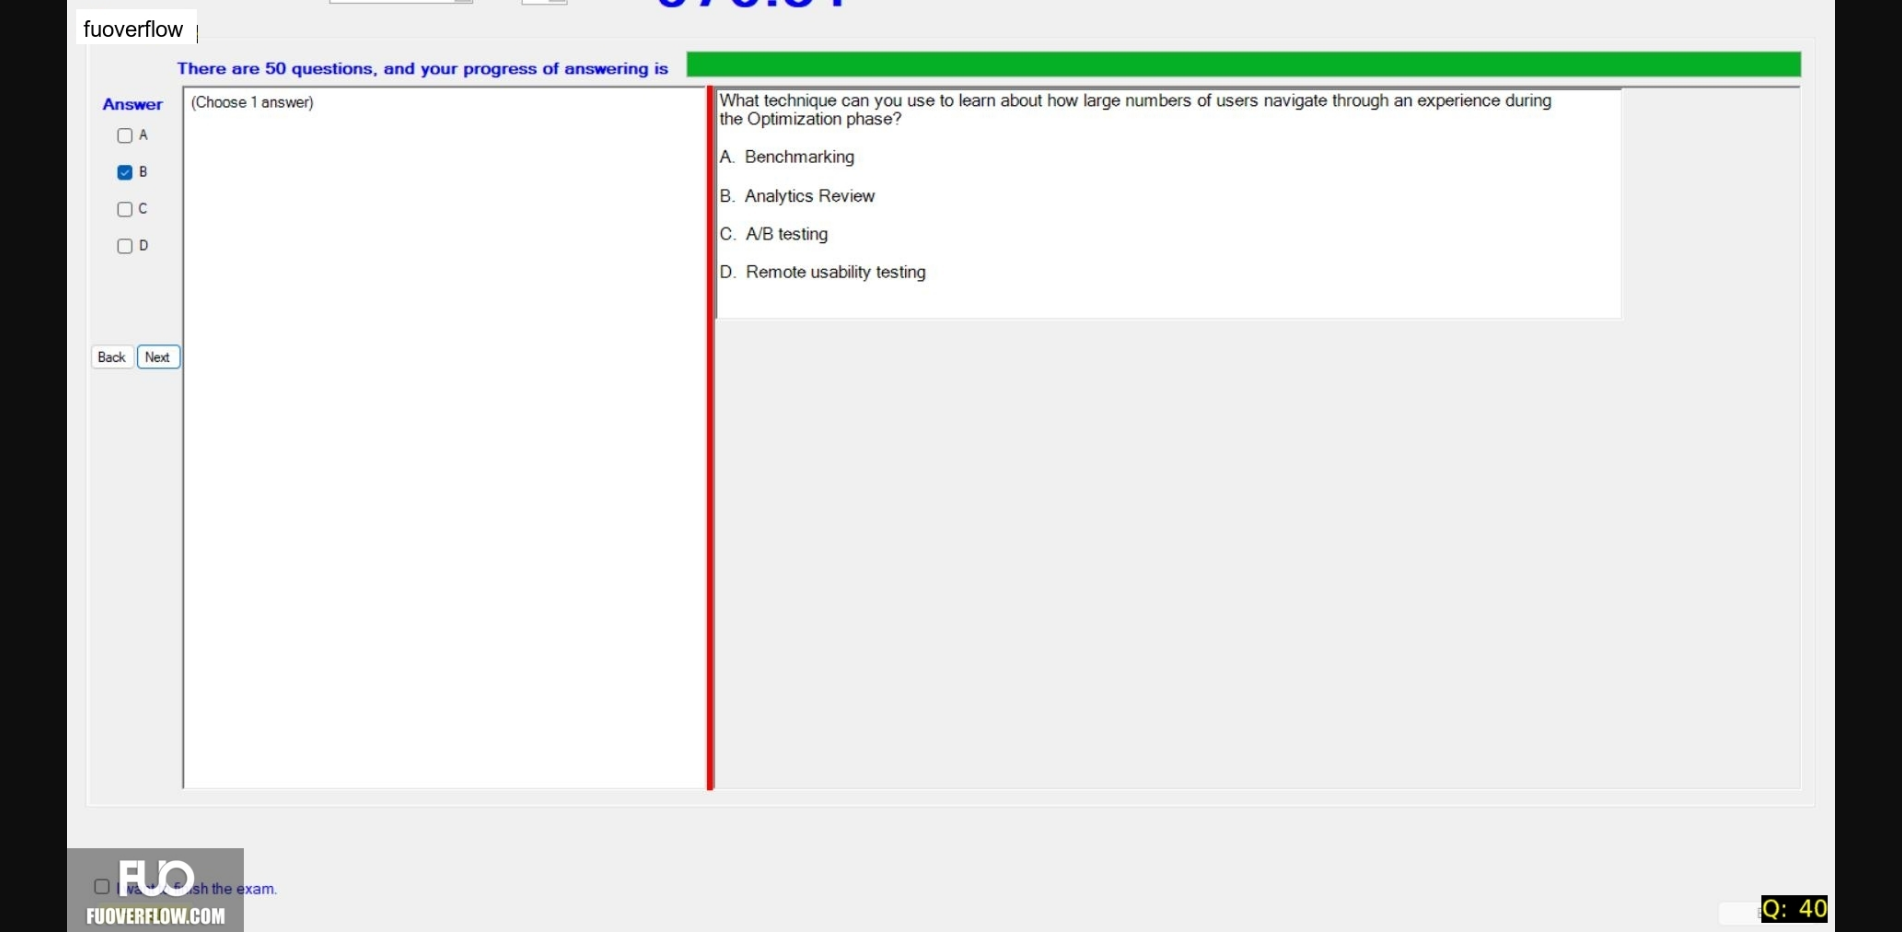 fuoverflow
There are 50 questions, and your progress of answering is
Answer
(Choose 1 answer)
A
B
C
D
Back
Next
What technique can you use to learn about how large numbers of users navigate through an experience during
the Optimization phase?
A. Benchmarking
B. Analytics Review
C. A/B testing
D. Remote usability testing
FUO
I want finish the exam.
FUOVERFLOW.COM
Q: 40